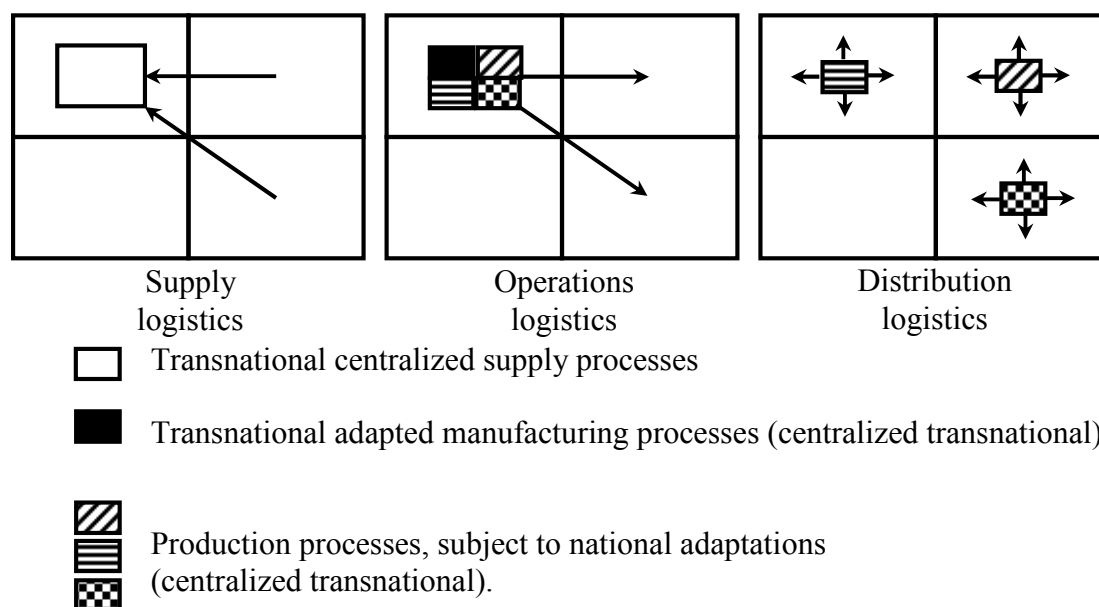 Supply
logistics
Operations
logistics
Distribution
logistics
Transnational centralized supply processes
Transnational adapted manufacturing processes (centralized transnational)
Production processes, subject to national adaptations
(centralized transnational).